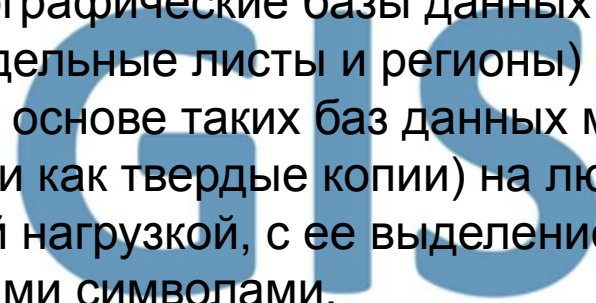 графические базы данных
дельные листы и регионы)
основе таких баз данных
и как твердые копии) на
й нагрузкой, с ее
ми символами.
GIS